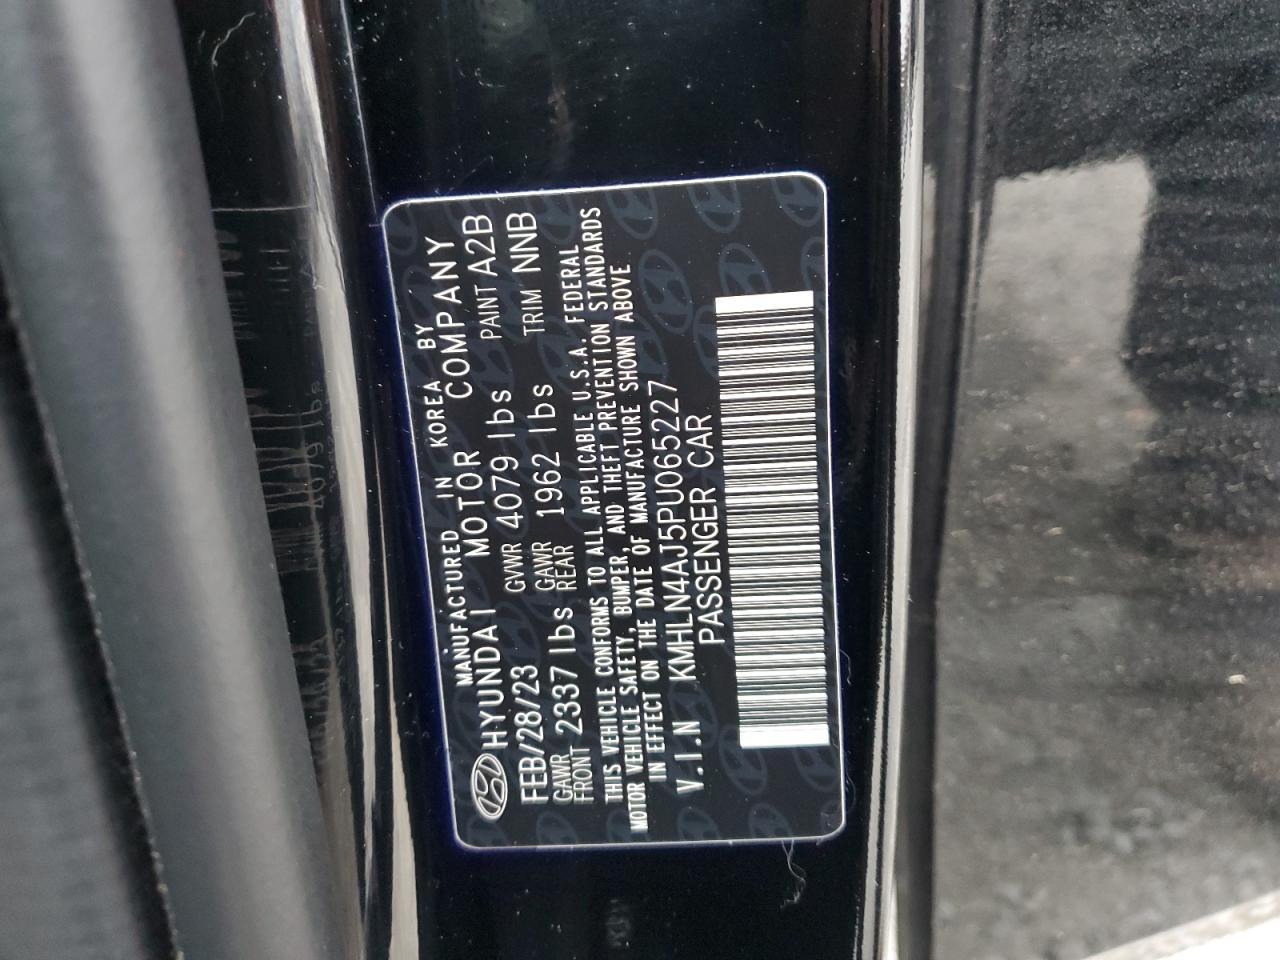 MANUFACTURED IN KOREA BY
HYUNDAI MOTOR COMPANY
FEB/28/23 GVWR 4079 lbs PAINT A2B
GAWR FRONT 2337 lbs GAWR REAR 1962 lbs TRIM NNB
THIS VEHICLE CONFORMS TO ALL APPLICABLE U.S.A. FEDERAL
MOTOR VEHICLE SAFETY, BUMPER, AND THEFT PREVENTION STANDARDS
IN EFFECT ON THE DATE OF MANUFACTURE SHOWN ABOVE
V.I.N KMHLN4AJ5PU065227
PASSENGER CAR